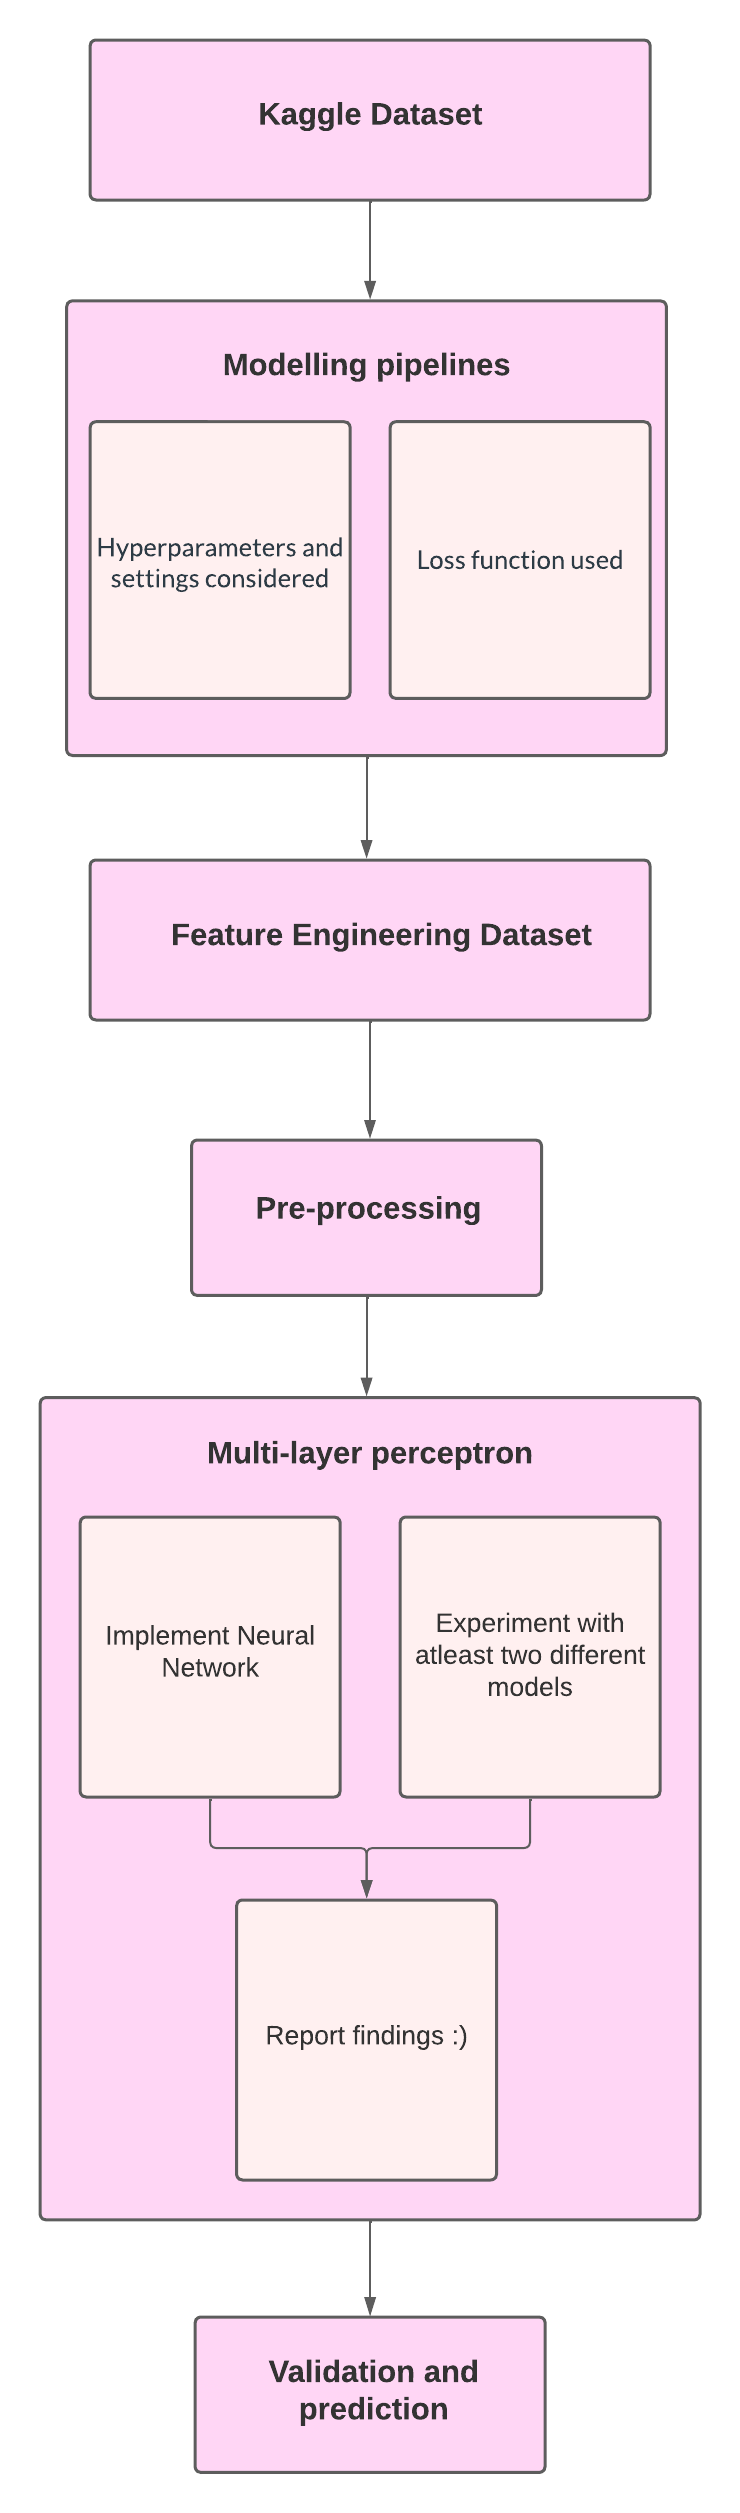 Kaggle Dataset
Modelling pipelines
Hyperparameters and
settings considered
Loss function used
Feature Engineering Dataset
Pre-processing
Multi-layer perceptron
Implement Neural
Network
Experiment with
atleast two different
models
Report findings :)
Validation and
prediction